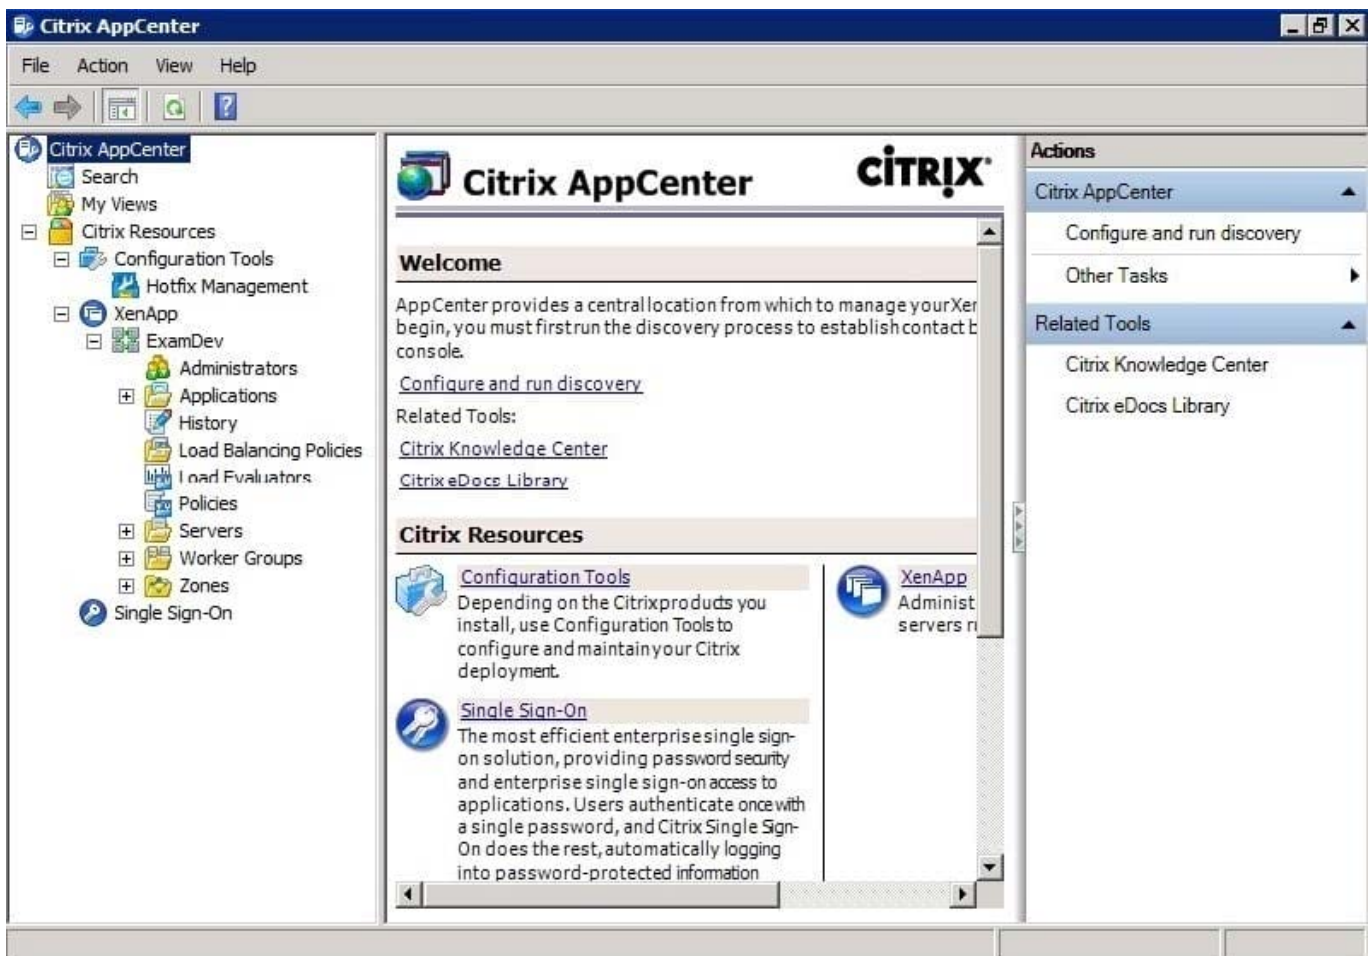 Citrix AppCenter
File Action View Help
Citrix AppCenter
Search
My Views
Citrix Resources
Configuration Tools
Hotfix Management
XenApp
ExamDev
Administrators
Applications
History
Load Balancing Policies
Load Evaluators
Policies
Servers
Worker Groups
Zones
Single Sign-On
Citrix AppCenter
CITRIX
Welcome
AppCenter provides a central location from which to manage your Xer
begin, you must first run the discovery process to establish contact b
console.
Configure and run discovery
Related Tools:
Citrix Knowledge Center
Citrix eDocs Library
Citrix Resources
Configuration Tools
Depending on the Citrix products you
install, use Configuration Tools to
configure and maintain your Citrix
deployment.
Single Sign-On
The most efficient enterprise single sign-
on solution, providing password security
and enterprise single sign-on access to
applications. Users authenticate once with
a single password, and Citrix Single Sign-
On does the rest, automatically logging
into password-protected information
XenApp
Administ
servers ru
Actions
Citrix AppCenter
Configure and run discovery
Other Tasks
Related Tools
Citrix Knowledge Center
Citrix eDocs Library